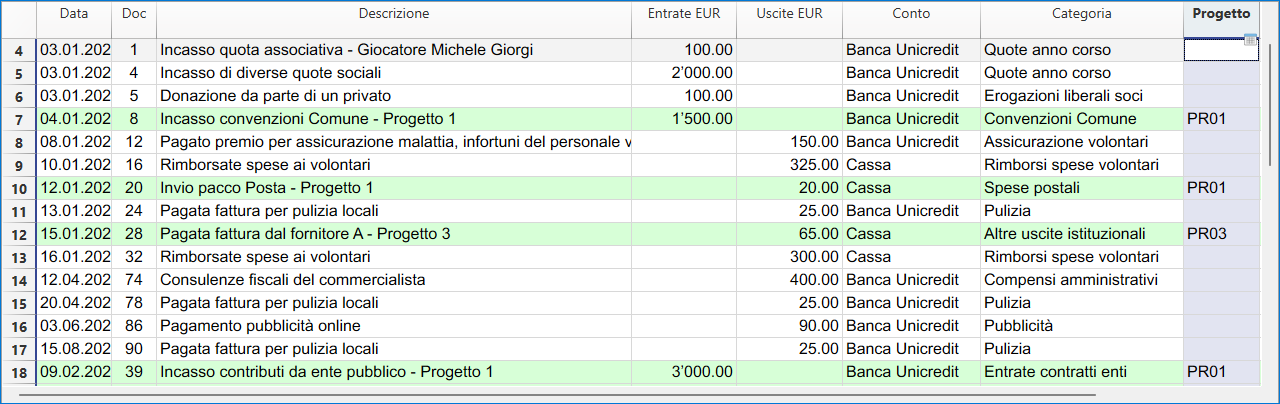 Data Doc Descrizione Entrate EUR Uscite EUR Conto Categoria Progetto
4 03.01.202 1 Incasso quota associativa - Giocatore Michele Giorgi 100.00 Banca Unicredit Quote anno corso
5 03.01.202 4 Incasso di diverse quote sociali 2’000.00 Banca Unicredit Quote anno corso
6 03.01.202 5 Donazione da parte di un privato 100.00 Banca Unicredit Erogazioni liberali soci
7 04.01.202 8 Incasso convenzioni Comune - Progetto 1 1’500.00 Banca Unicredit Convenzioni Comune PR01
8 08.01.202 12 Pagato premio per assicurazione malattia, infortuni del personale v 150.00 Banca Unicredit Assicurazione volontari
9 10.01.202 16 Rimborsate spese ai volontari 325.00 Cassa Rimborsi spese volontari
10 12.01.202 20 Invio pacco Posta - Progetto 1 20.00 Cassa Spese postali PR01
11 13.01.202 24 Pagata fattura per pulizia locali 25.00 Banca Unicredit Pulizia
12 15.01.202 28 Pagata fattura dal fornitore A - Progetto 3 65.00 Cassa Altre uscite istituzionali PR03
13 16.01.202 32 Rimborsate spese ai volontari 300.00 Cassa Rimborsi spese volontari
14 12.04.202 74 Consulenze fiscali del commercialista 400.00 Banca Unicredit Compensi amministrativi
15 20.04.202 78 Pagata fattura per pulizia locali 25.00 Banca Unicredit Pulizia
16 03.06.202 86 Pagamento pubblicità online 90.00 Banca Unicredit Pubblicità
17 15.08.202 90 Pagata fattura per pulizia locali 25.00 Banca Unicredit Pulizia
18 09.02.202 39 Incasso contributi da ente pubblico - Progetto 1 3’000.00 Banca Unicredit Entrate contratti enti PR01